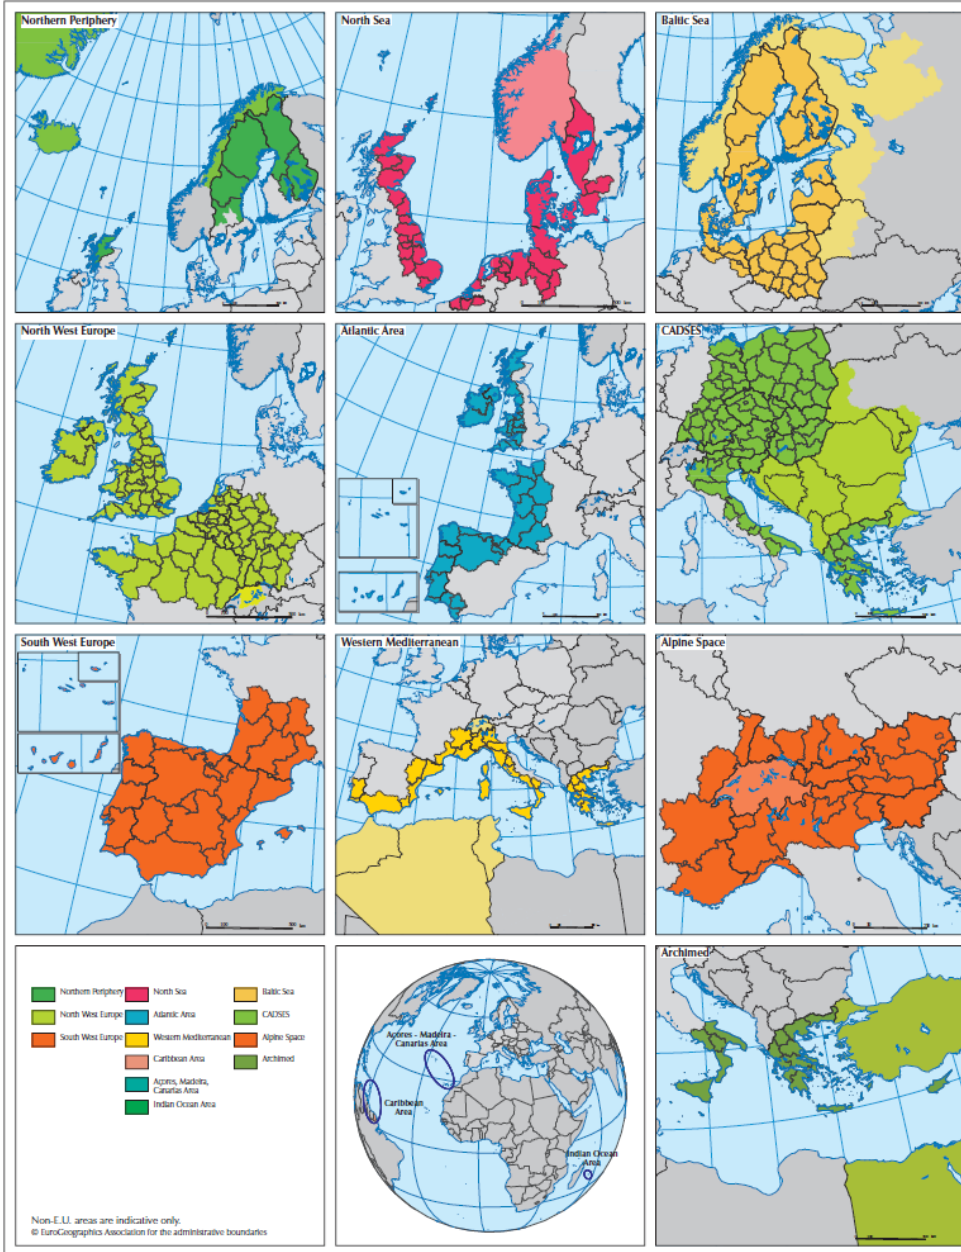 Northern Periphery
North Sea
Baltic Sea
North West Europe
Atlantic Area
CADSES
South West Europe
Western Mediterranean
Alpine Space
Northern Periphery
North Sea
Baltic Sea
North West Europe
Atlantic Area
CADSES
South West Europe
Western Mediterranean
Alpine Space
Caribbean Area
Archimed
Açores, Madeira,
Canarias Area
Indian Ocean Area
Non-E.U. areas are indicative only.
© EuroGeographics Association for the administrative boundaries
Açores - Madeira -
Canarias Area
Caribbean
Area
Indian Ocean
Area
Archimed